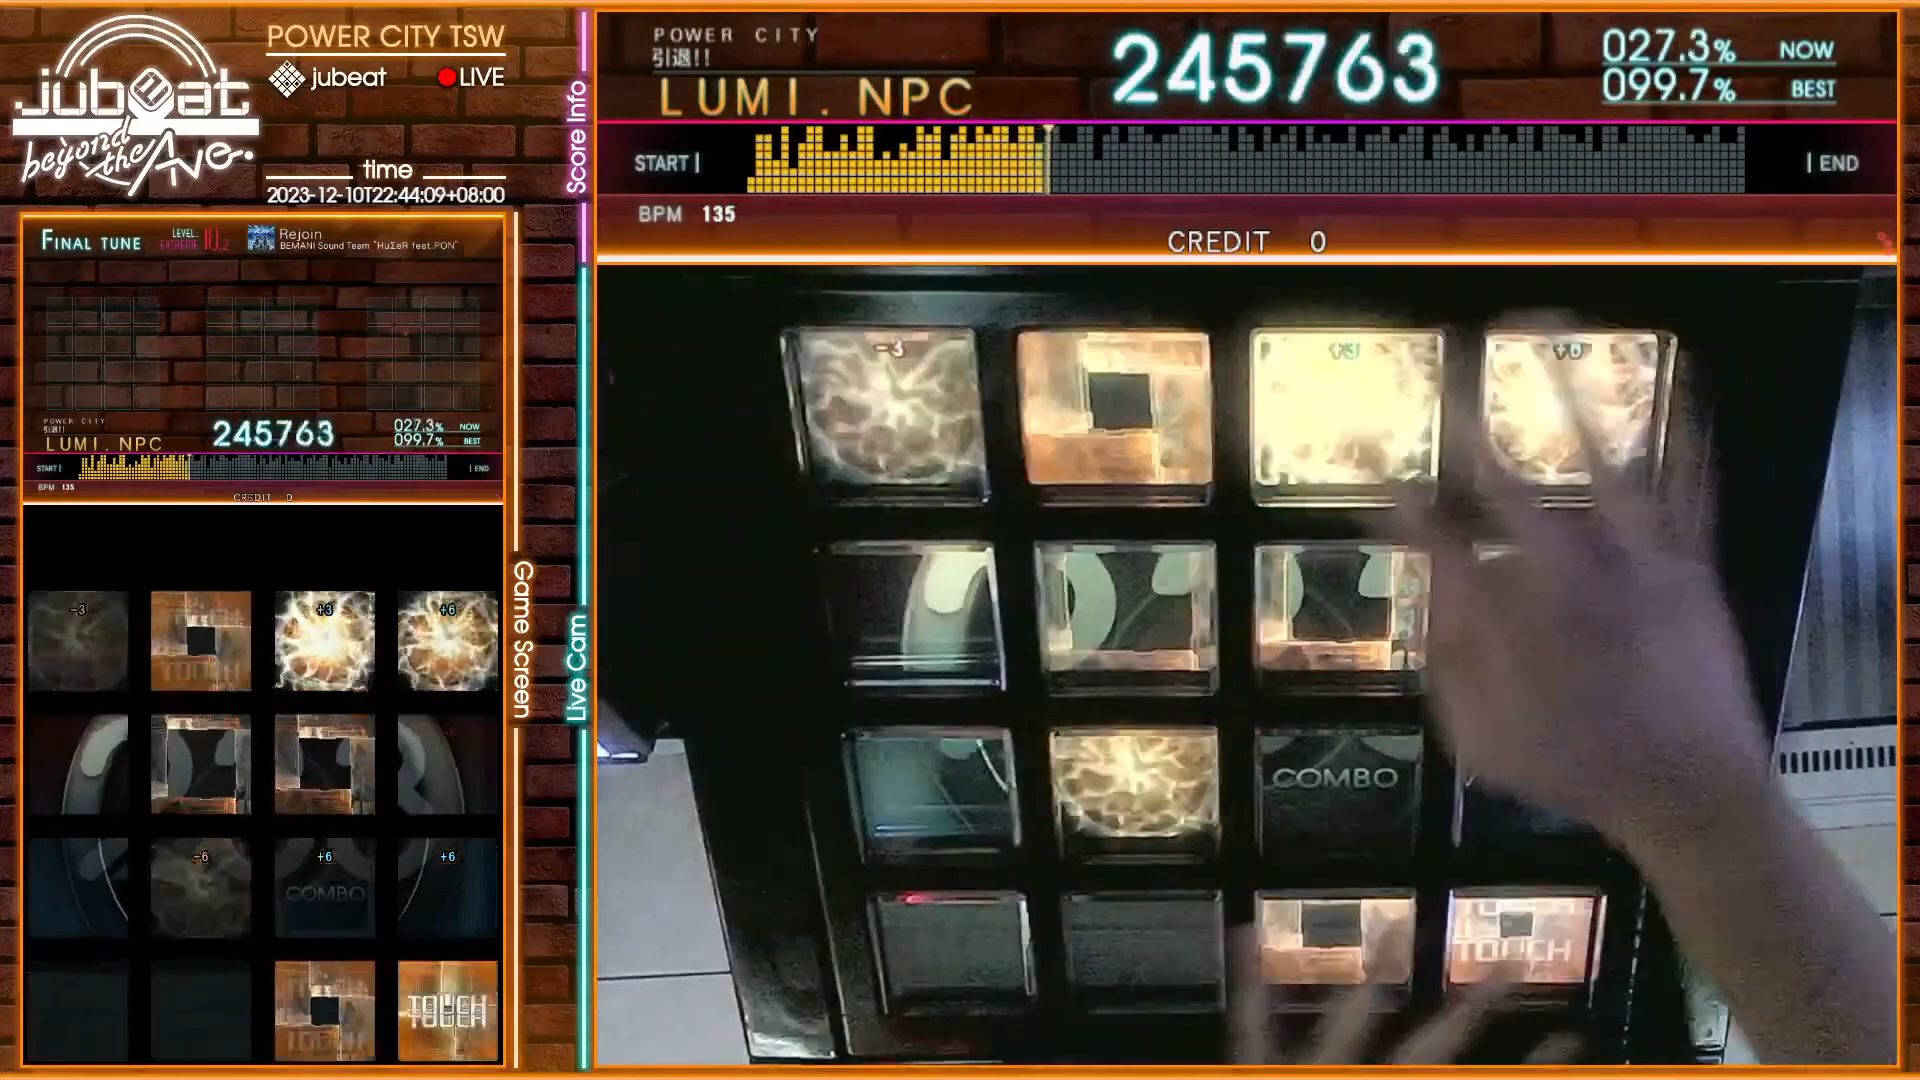 jubeat
beyond
the Ave.
POWER CITY TSW
jubeat
LIVE
time
2023-12-10T22:44:09+08:00
Score Info
POWER CITY
引退!!
LUMI.NPC
245763
027.3% NOW
099.7% BEST
START
END
BPM 135
CREDIT 0
FINAL TUNE
LEVEL:
EXTREME 10.2
Rejoin
BEMANI Sound Team "HuΣeR feat.PON"
POWER CITY
引退!!
LUMI.NPC
245763
027.3% NOW
099.7% BEST
START
END
BPM 135
CREDIT 0
Game Screen
Live Cam
-3
+3
+6
-6
+6
+6
COMBO
TOUCH
-3
+3
+6
COMBO
TOUCH